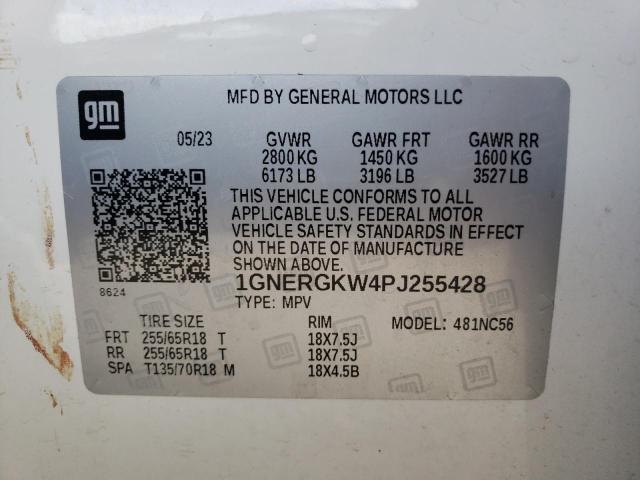 gm
MFD BY GENERAL MOTORS LLC
05/23 GVWR GAWR FRT GAWR RR
2800 KG 1450 KG 1600 KG
6173 LB 3196 LB 3527 LB
THIS VEHICLE CONFORMS TO ALL
APPLICABLE U.S. FEDERAL MOTOR
VEHICLE SAFETY STANDARDS IN EFFECT
ON THE DATE OF MANUFACTURE
SHOWN ABOVE.
8624
1GNERGKW4PJ255428
TYPE: MPV
TIRE SIZE RIM MODEL: 481NC56
FRT 255/65R18 T 18X7.5J
RR 255/65R18 T 18X7.5J
SPA T135/70R18 M 18X4.5B